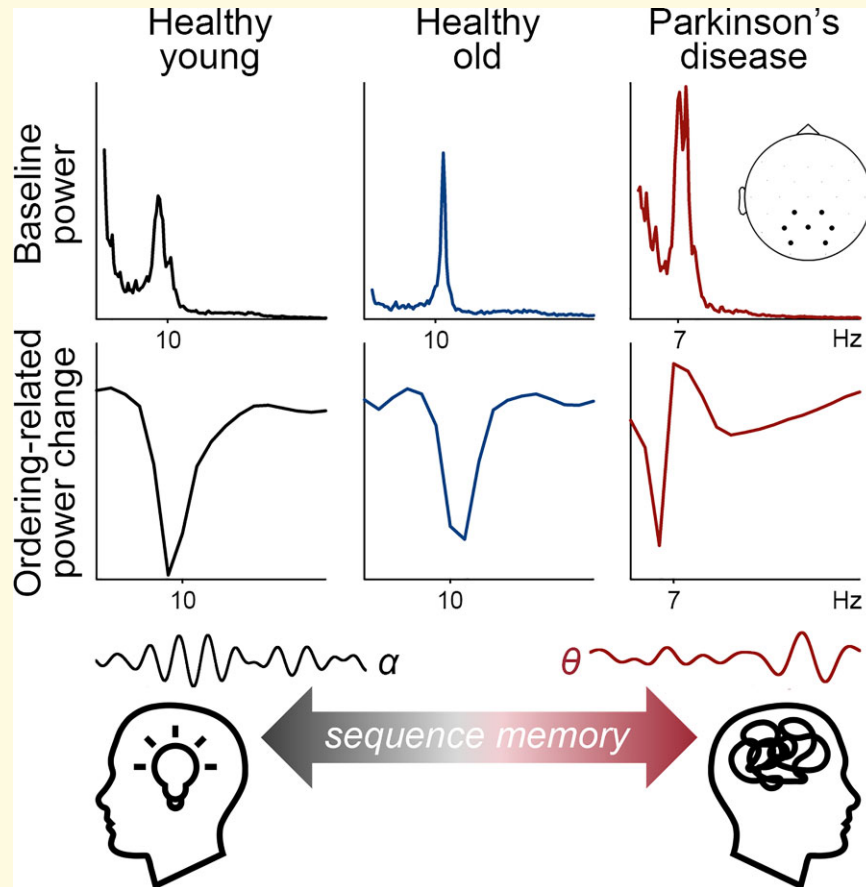 Healthy
young
Healthy
old
Parkinson's
disease
Baseline
power
10
10
7
Hz
Ordering-related
power change
10
10
7
Hz
α
θ
sequence memory